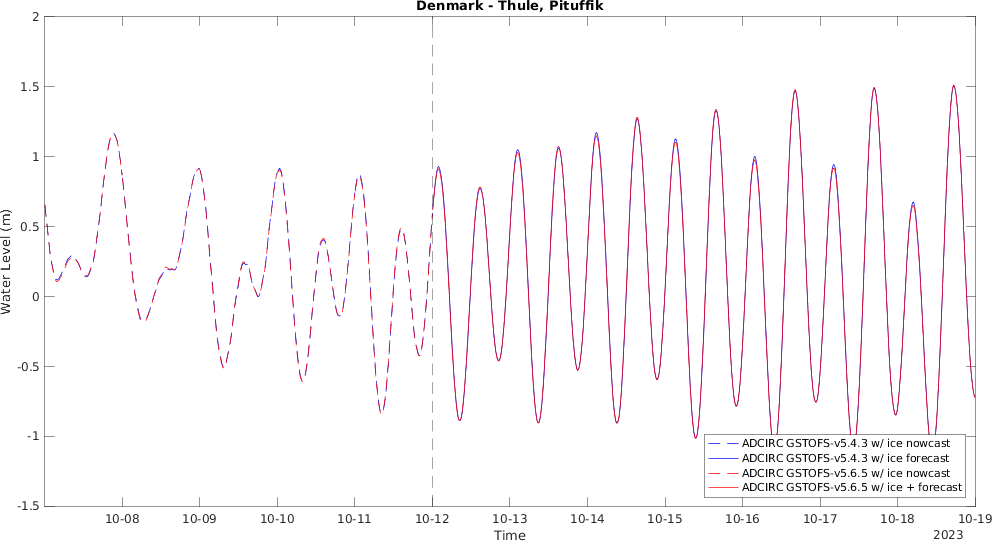 Denmark - Thule, Pituffik
2
1.5
1
0.5
0
-0.5
-1
-1.5
Water Level (m)
10-08 10-09 10-10 10-11 10-12 10-13 10-14 10-15 10-16 10-17 10-18 10-19
Time
2023
ADCIRC GSTOFS-v5.4.3 w/ ice nowcast
ADCIRC GSTOFS-v5.4.3 w/ ice forecast
ADCIRC GSTOFS-v5.6.5 w/ ice nowcast
ADCIRC GSTOFS-v5.6.5 w/ ice + forecast